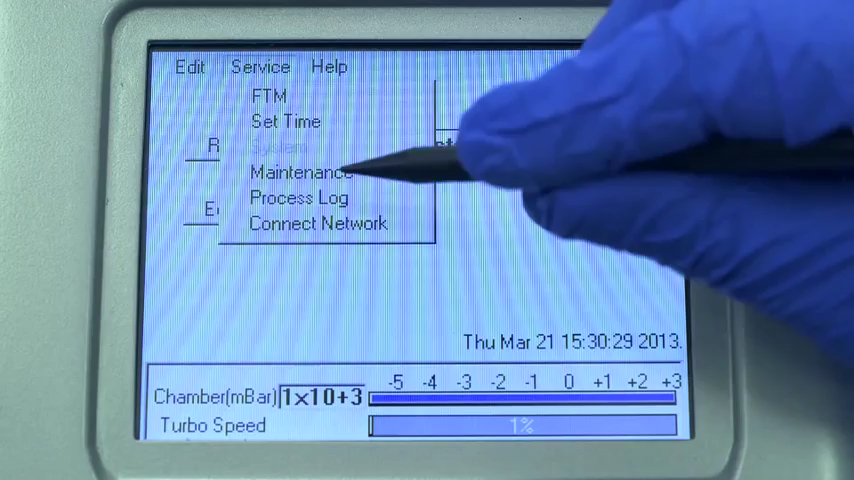 Edit Service Help
FTM
Set Time
System
Maintenance
Process Log
Connect Network
Thu Mar 21 15:30:29 2013.
-5 -4 -3 -2 -1 0 +1 +2 +3
Chamber(mBar) 1x10+3
Turbo Speed 1%